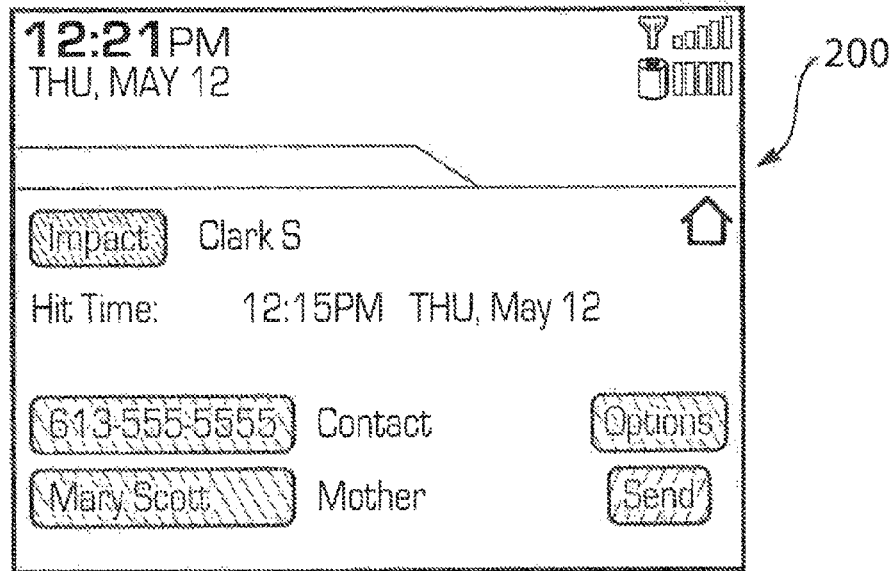 12:21PM
THU, MAY 12
200
Impact Clark S
Hit Time: 12:15PM THU, May 12
613-555-5555 Contact Options
Mary Scott Mother Send